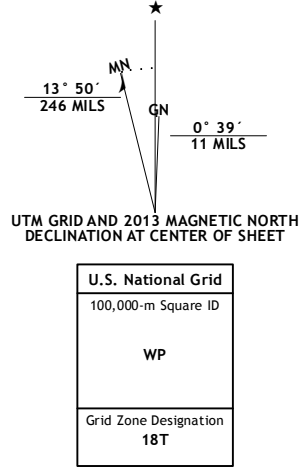 ★
MN
13° 50´
246 MILS
GN
0° 39´
11 MILS
UTM GRID AND 2013 MAGNETIC NORTH
DECLINATION AT CENTER OF SHEET
U.S. National Grid
100,000-m Square ID
WP
Grid Zone Designation
18T